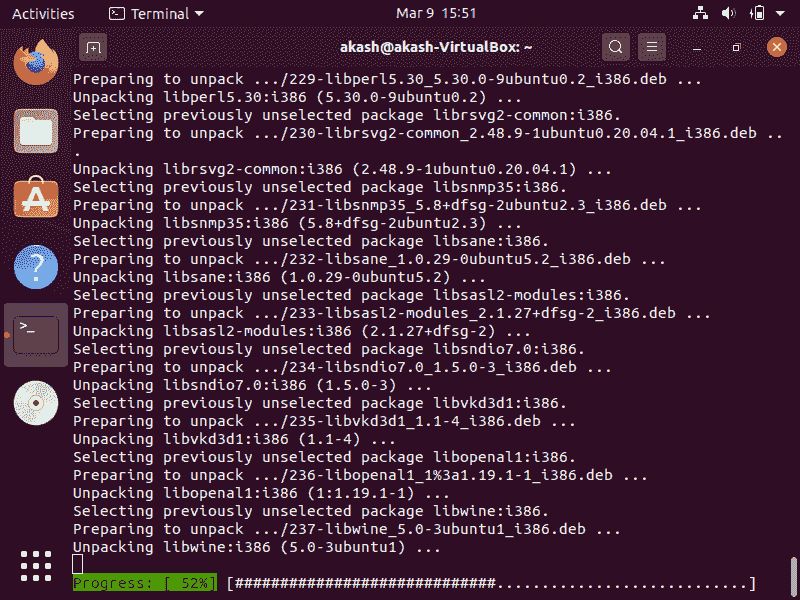 Activities Terminal Mar 9 15:51
akash@akash-VirtualBox: ~
Preparing to unpack .../229-libperl5.30_5.30.0-9ubuntu0.2_i386.deb ...
Unpacking libperl5.30:i386 (5.30.0-9ubuntu0.2) ...
Selecting previously unselected package librsvg2-common:i386.
Preparing to unpack .../230-librsvg2-common_2.48.9-1ubuntu0.20.04.1_i386.deb ..
.
Unpacking librsvg2-common:i386 (2.48.9-1ubuntu0.20.04.1) ...
Selecting previously unselected package libsnmp35:i386.
Preparing to unpack .../231-libsnmp35_5.8+dfsg-2ubuntu2.3_i386.deb ...
Unpacking libsnmp35:i386 (5.8+dfsg-2ubuntu2.3) ...
Selecting previously unselected package libsane:i386.
Preparing to unpack .../232-libsane_1.0.29-0ubuntu5.2_i386.deb ...
Unpacking libsane:i386 (1.0.29-0ubuntu5.2) ...
Selecting previously unselected package libsasl2-modules:i386.
Preparing to unpack .../233-libsasl2-modules_2.1.27+dfsg-2_i386.deb ...
Unpacking libsasl2-modules:i386 (2.1.27+dfsg-2) ...
Selecting previously unselected package libsndio7.0:i386.
Preparing to unpack .../234-libsndio7.0_1.5.0-3_i386.deb ...
Unpacking libsndio7.0:i386 (1.5.0-3) ...
Selecting previously unselected package libvkd3d1:i386.
Preparing to unpack .../235-libvkd3d1_1.1-4_i386.deb ...
Unpacking libvkd3d1:i386 (1.1-4) ...
Selecting previously unselected package libopenal1:i386.
Preparing to unpack .../236-libopenal1_1%3a1.19.1-1_i386.deb ...
Unpacking libopenal1:i386 (1:1.19.1-1) ...
Selecting previously unselected package libwine:i386.
Preparing to unpack .../237-libwine_5.0-3ubuntu1_i386.deb ...
Unpacking libwine:i386 (5.0-3ubuntu1) ...
Progress: [ 52%] [#############################............................]